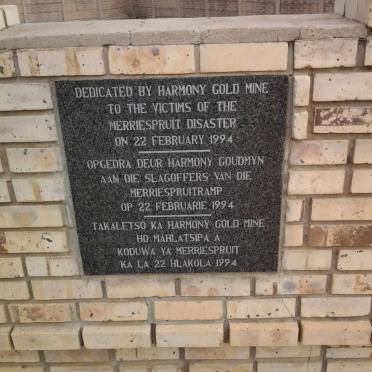 DEDICATED BY HARMONY GOLD MINE
TO THE VICTIMS OF THE
MERRIESPRUIT DISASTER
ON 22 FEBRUARY 1994
OPGEDRA DEUR HARMONY GOUDMYN
AAN DIE SLAGOFFERS VAN DIE
MERRIESPRUITRAMP
OP 22 FEBRUARIE 1994
TAKALETSO KA HARMONY GOLD MINE
HO MAHLATSIPA A
KODUWA YA MERRIESPRUIT
KA LA 22 HLAKOLA 1994